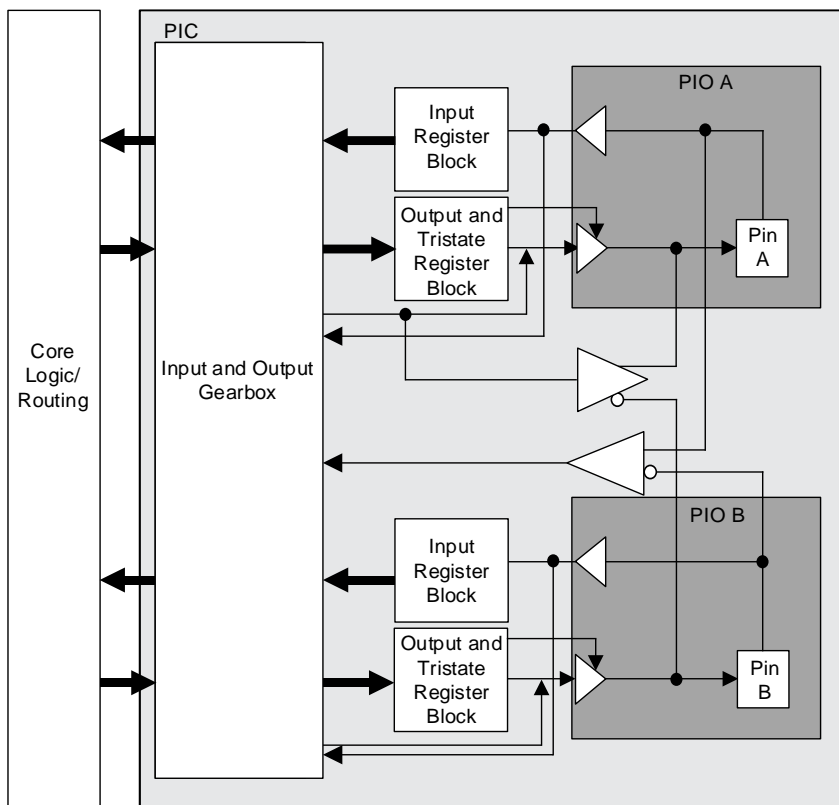 PIC
PIO A
Input
Register
Block
Output and
Tristate
Register
Block
Pin
A
Core
Logic/
Routing
Input and Output
Gearbox
PIO B
Input
Register
Block
Output and
Tristate
Register
Block
Pin
B